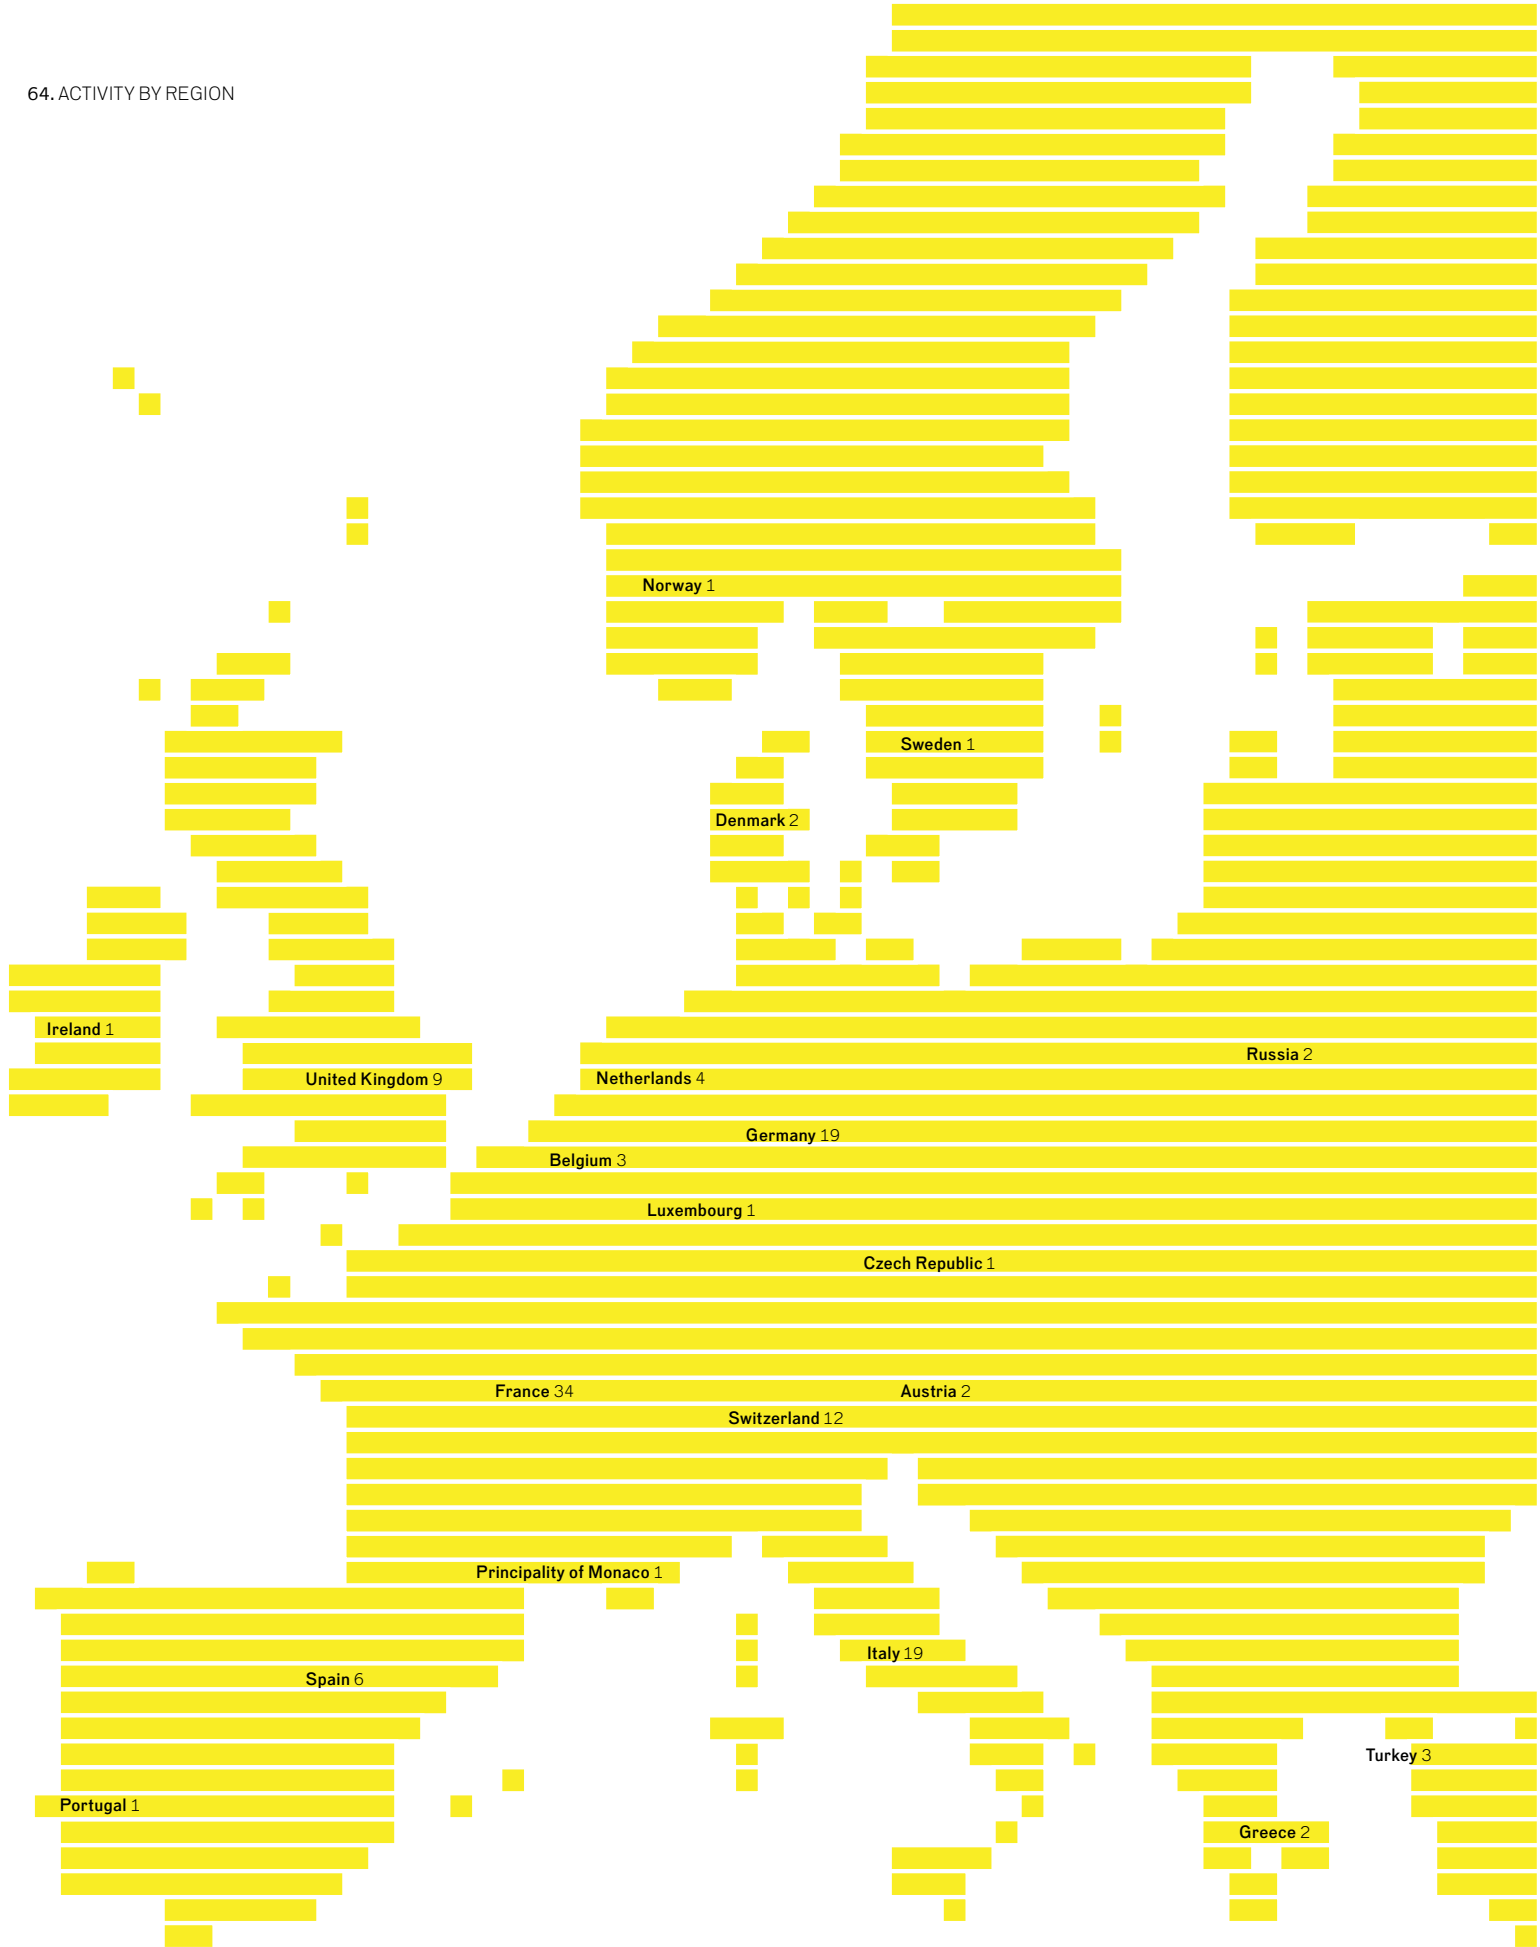 64. ACTIVITY BY REGION
Norway 1
Sweden 1
Denmark 2
Ireland 1
Russia 2
United Kingdom 9
Netherlands 4
Germany 19
Belgium 3
Luxembourg 1
Czech Republic 1
France 34
Austria 2
Switzerland 12
Principality of Monaco 1
Italy 19
Spain 6
Turkey 3
Portugal 1
Greece 2